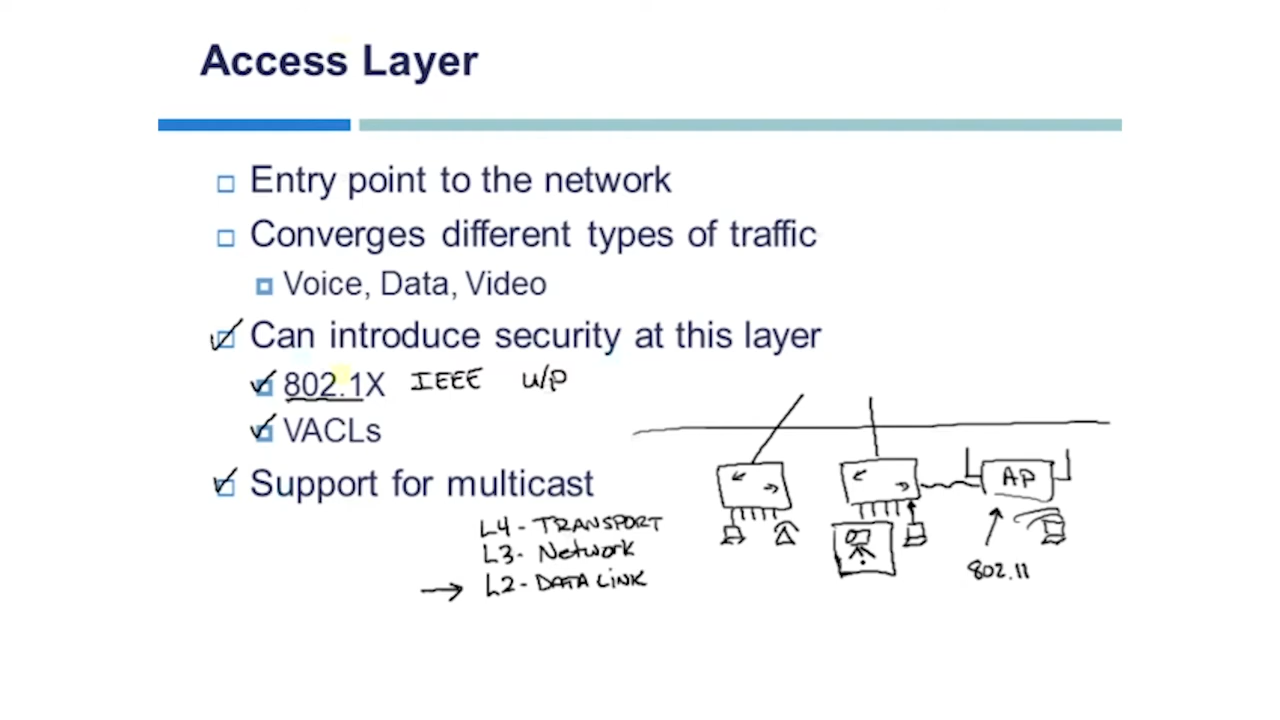 Access Layer
Entry point to the network
Converges different types of traffic
Voice, Data, Video
Can introduce security at this layer
802.1X IEEE U/P
VACLs
Support for multicast
AP
L4 - TRANSPORT
L3 - Network
L2 - DATA LINK
802.11